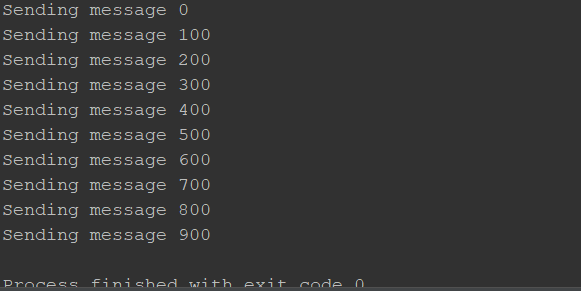 Sending message 0
Sending message 100
Sending message 200
Sending message 300
Sending message 400
Sending message 500
Sending message 600
Sending message 700
Sending message 800
Sending message 900
Process finished with exit code 0